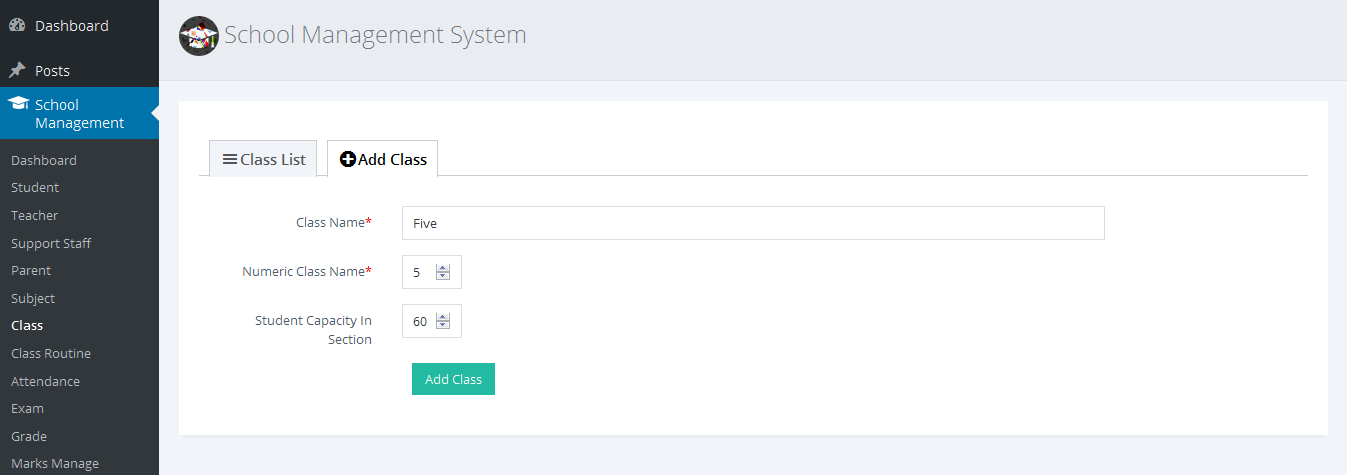 Dashboard
Posts
School
Management
Dashboard
Student
Teacher
Support Staff
Parent
Subject
Class
Class Routine
Attendance
Exam
Grade
Marks Manage
School Management System
Class List
Add Class
Class Name* Five
Numeric Class Name* 5
Student Capacity In 60
Section
Add Class